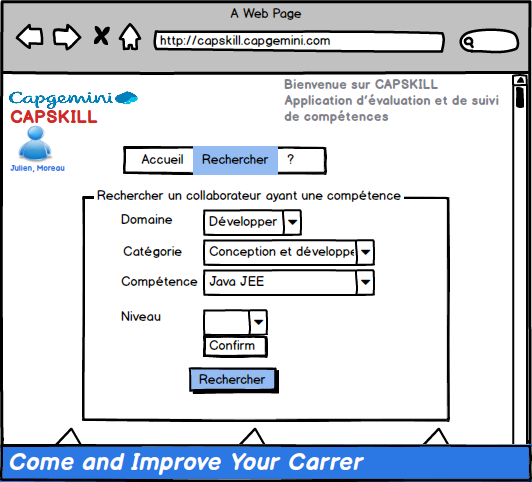 A Web Page
http://capskill.capgemini.com
Capgemini
CAPSKILL
Bienvenue sur CAPSKILL
Application d'évaluation et de suivi
de compétences
Julien, Moreau
Accueil Rechercher ?
Rechercher un collaborateur ayant une compétence
Domaine Développer
Catégorie Conception et développe
Compétence Java JEE
Niveau
Confirm
Rechercher
Come and Improve Your Carrer